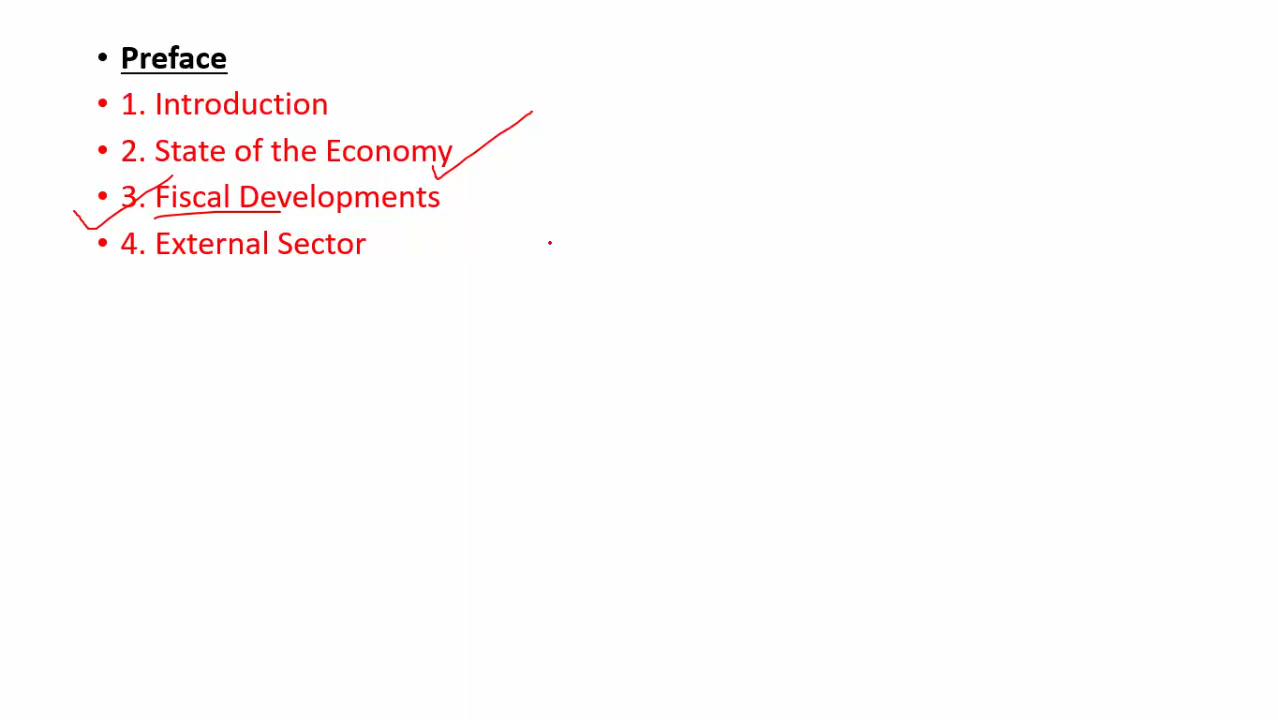 • Preface
• 1. Introduction
• 2. State of the Economy
• 3. Fiscal Developments
• 4. External Sector